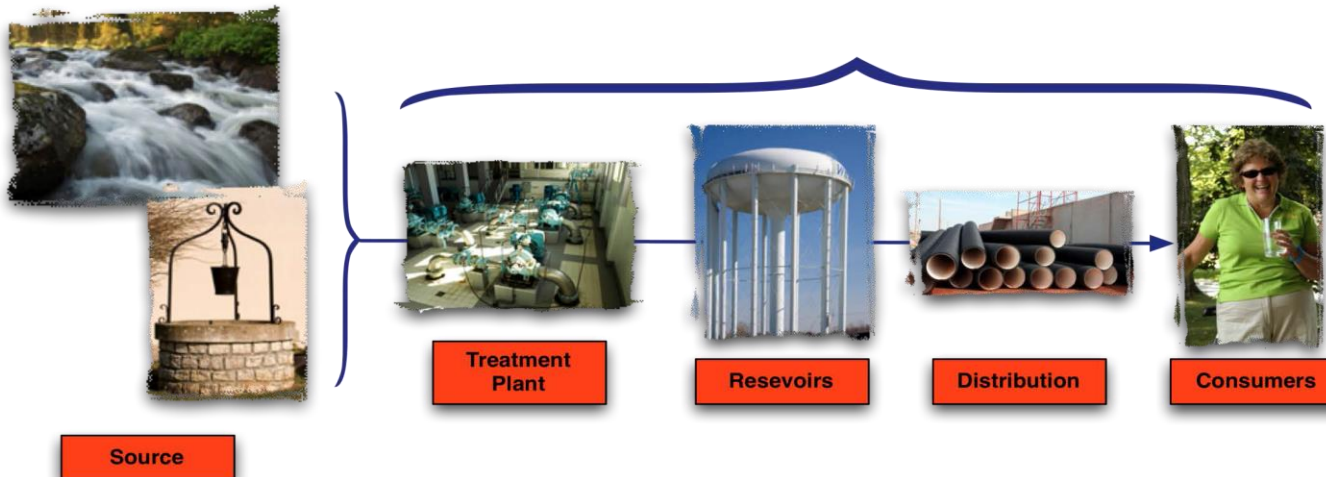 Treatment
Plant
Resevoirs
Distribution
Consumers
Source